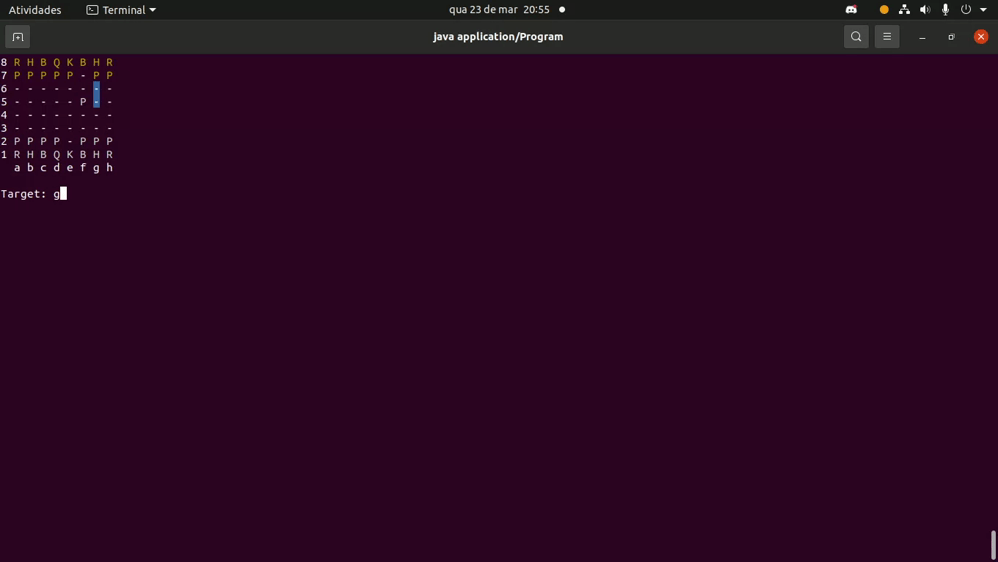 Atividades Terminal qua 23 de mar 20:55
java application/Program
8 R H B Q K B H R
7 P P P P P - P P
6 - - - - - - - -
5 - - - - - P - -
4 - - - - - - - -
3 - - - - - - - -
2 P P P P - P P P
1 R H B Q K B H R
a b c d e f g h
Target: g